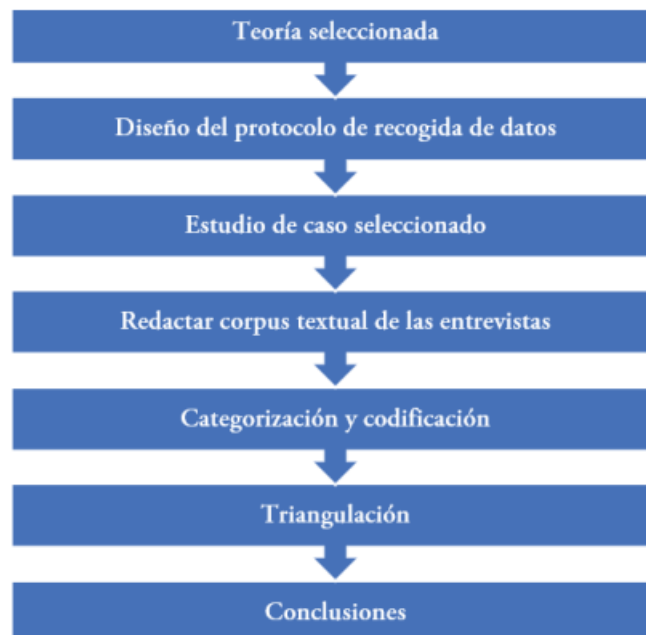 Teoría seleccionada
Diseño del protocolo de recogida de datos
Estudio de caso seleccionado
Redactar corpus textual de las entrevistas
Categorización y codificación
Triangulación
Conclusiones